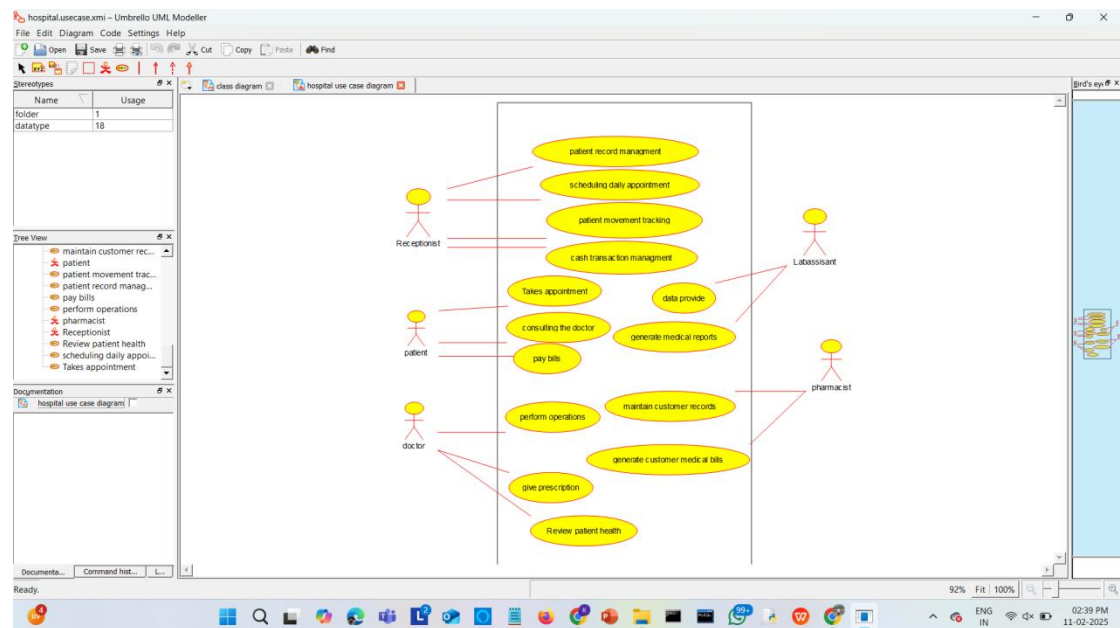 hospital.usecase.xmi – Umbrello UML Modeller
File Edit Diagram Code Settings Help
Open Save Cut Copy Paste Find
XYZ
Stereotypes
Name Usage
folder 1
datatype 18
Tree View
maintain customer rec...
patient
patient movement trac...
patient record manag...
pay bills
perform operations
pharmacist
Receptionist
Review patient health
scheduling daily appoi...
Takes appointment
Documentation
hospital use case diagram
Documenta... Command hist... L...
class diagram hospital use case diagram
patient record managment
scheduling daily appointment
patient movement tracking
cash transaction managment
Receptionist
Labassisant
Takes appointment
data provide
consulting the doctor
generate medical reports
pay bills
patient
pharmacist
maintain customer records
perform operations
doctor
generate customer medical bills
give prescription
Review patient health
Bird's eye
Ready.
92% Fit 100%
4
2
99+
ENG
IN
02:39 PM
11-02-2025